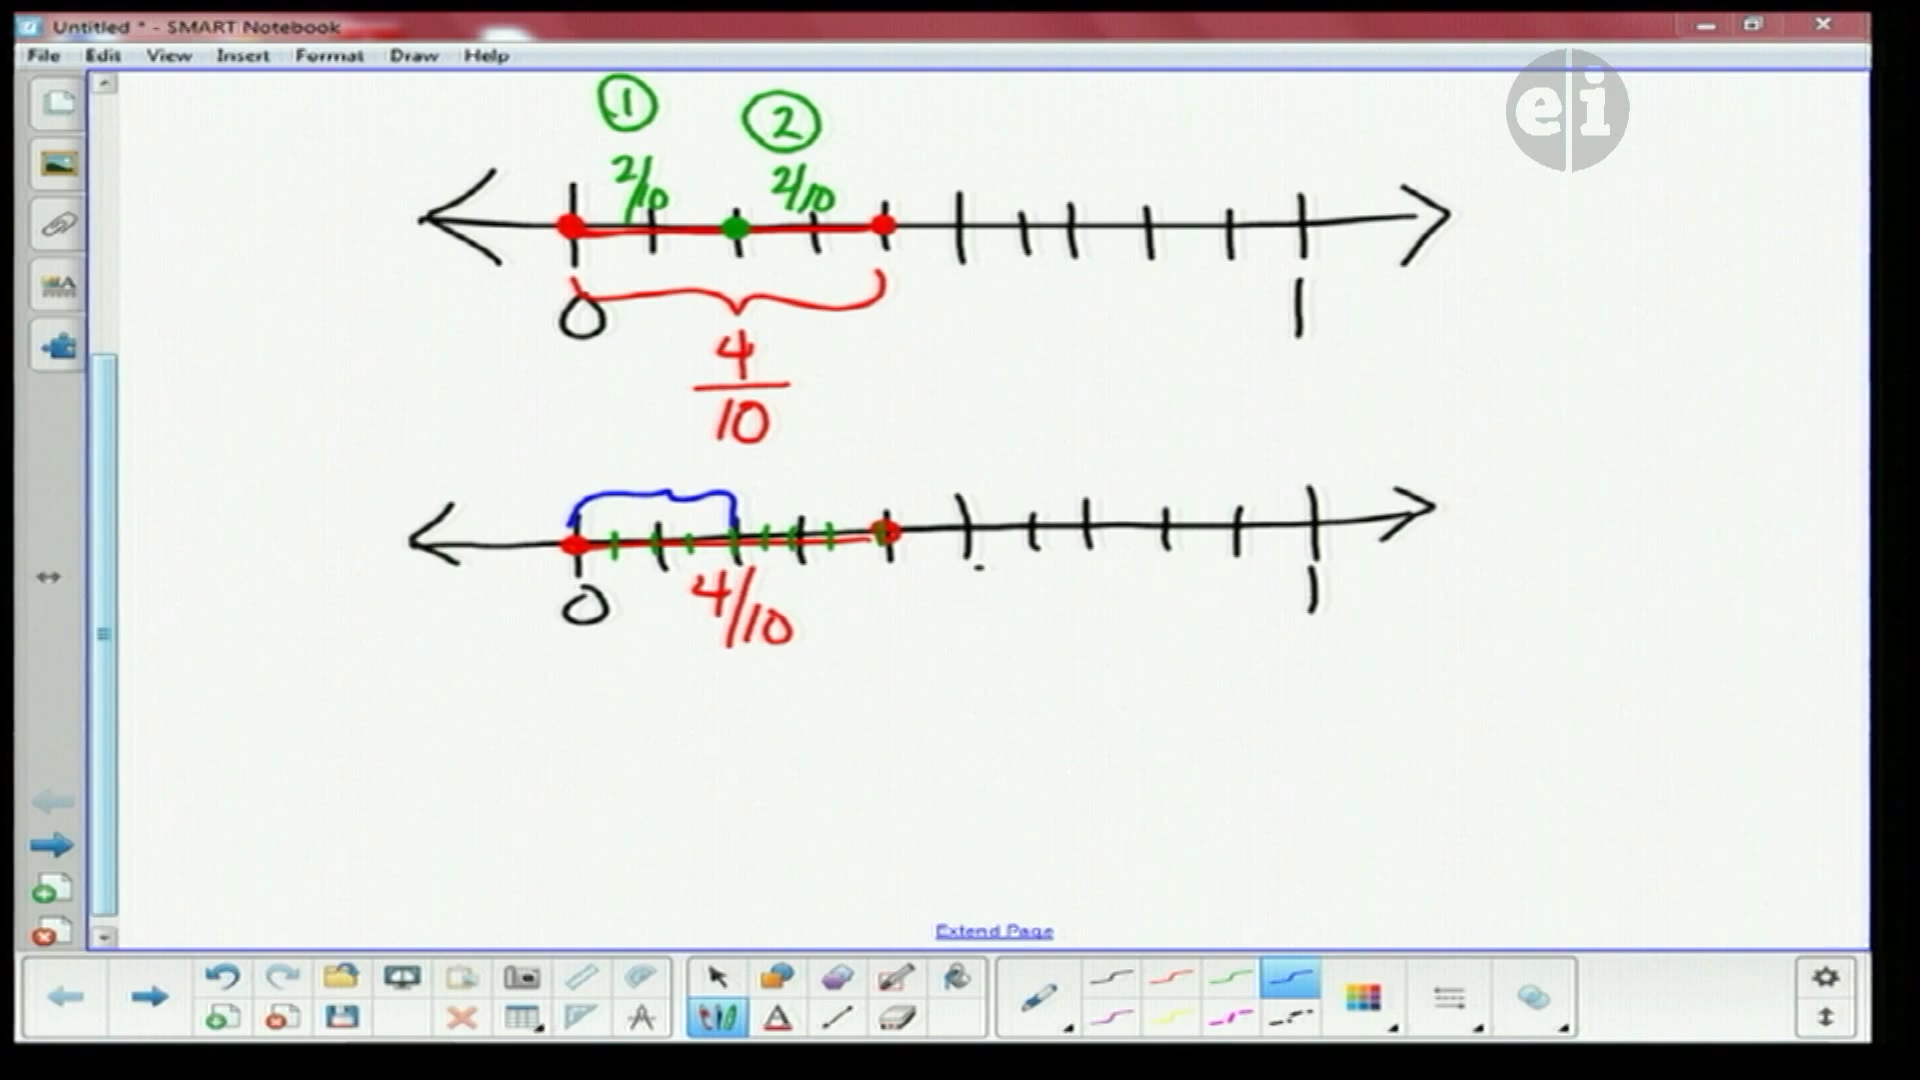 Untitled * - SMART Notebook
File Edit View Insert Format Draw Help
ei
1 2
2/10 2/10
0 1
4
10
0 4/10 1
Extend Page